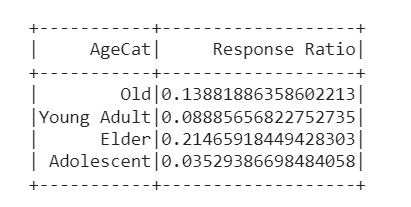 +-----------+-------------------+
|     AgeCat|     Response Ratio|
+-----------+-------------------+
|        Old|0.13881886358602213|
|Young Adult|0.08885656822752735|
|      Elder|0.21465918449428303|
| Adolescent|0.03529386698484058|
+-----------+-------------------+